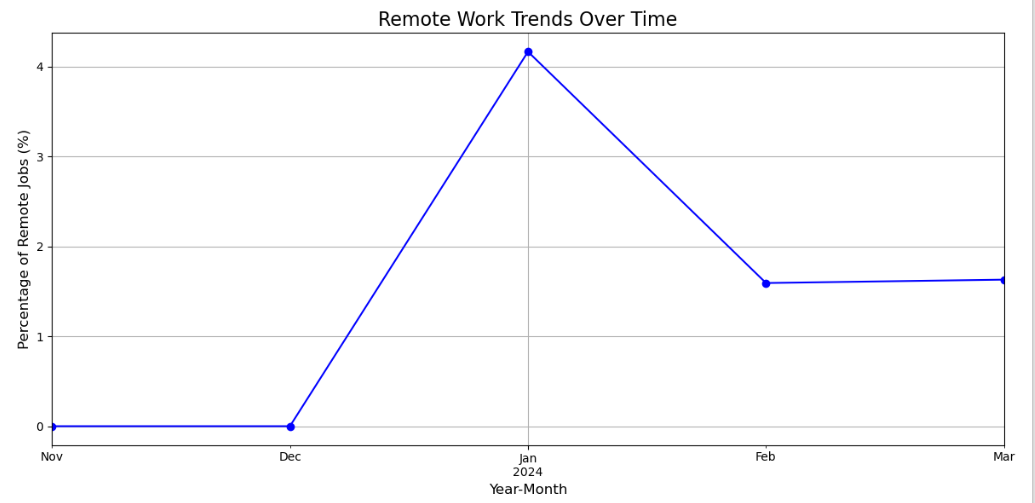 Remote Work Trends Over Time
Percentage of Remote Jobs (%)
4
3
2
1
0
Nov Dec Jan Feb Mar
2024
Year-Month